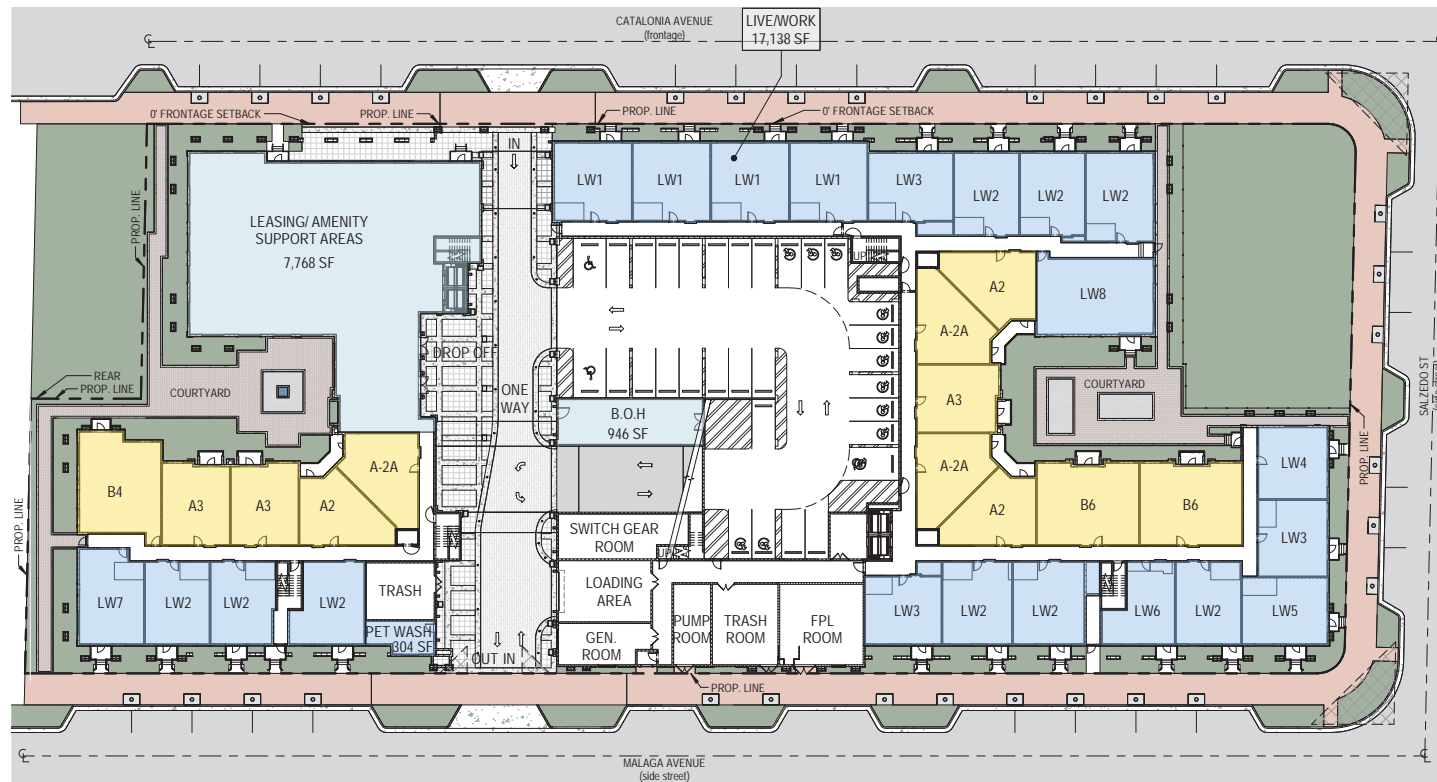 CATALONIA AVENUE
(frontage)
LIVE/WORK
17,138 SF
0' FRONTAGE SETBACK
PROP. LINE
PROP. LINE
0' FRONTAGE SETBACK
IN
LW1
LW1
LW1
LW1
LW3
LW2
LW2
LW2
PROP. LINE
LEASING/ AMENITY
SUPPORT AREAS
7,768 SF
UP
A2
LW8
A-2A
DROP OFF
REAR
PROP. LINE
COURTYARD
ONE
WAY
B.O.H
946 SF
A3
COURTYARD
SALZEDO ST
PROP. LINE
B4
A3
A3
A2
A-2A
A-2A
A2
B6
B6
LW4
LW3
PROP. LINE
SWITCH GEAR
ROOM
UP
LW7
LW2
LW2
LW2
TRASH
PET WASH
304 SF
LOADING
AREA
GEN.
ROOM
PUMP
ROOM
TRASH
ROOM
FPL
ROOM
LW3
LW2
LW2
LW6
LW2
LW5
OUT IN
PROP. LINE
MALAGA AVENUE
(side street)